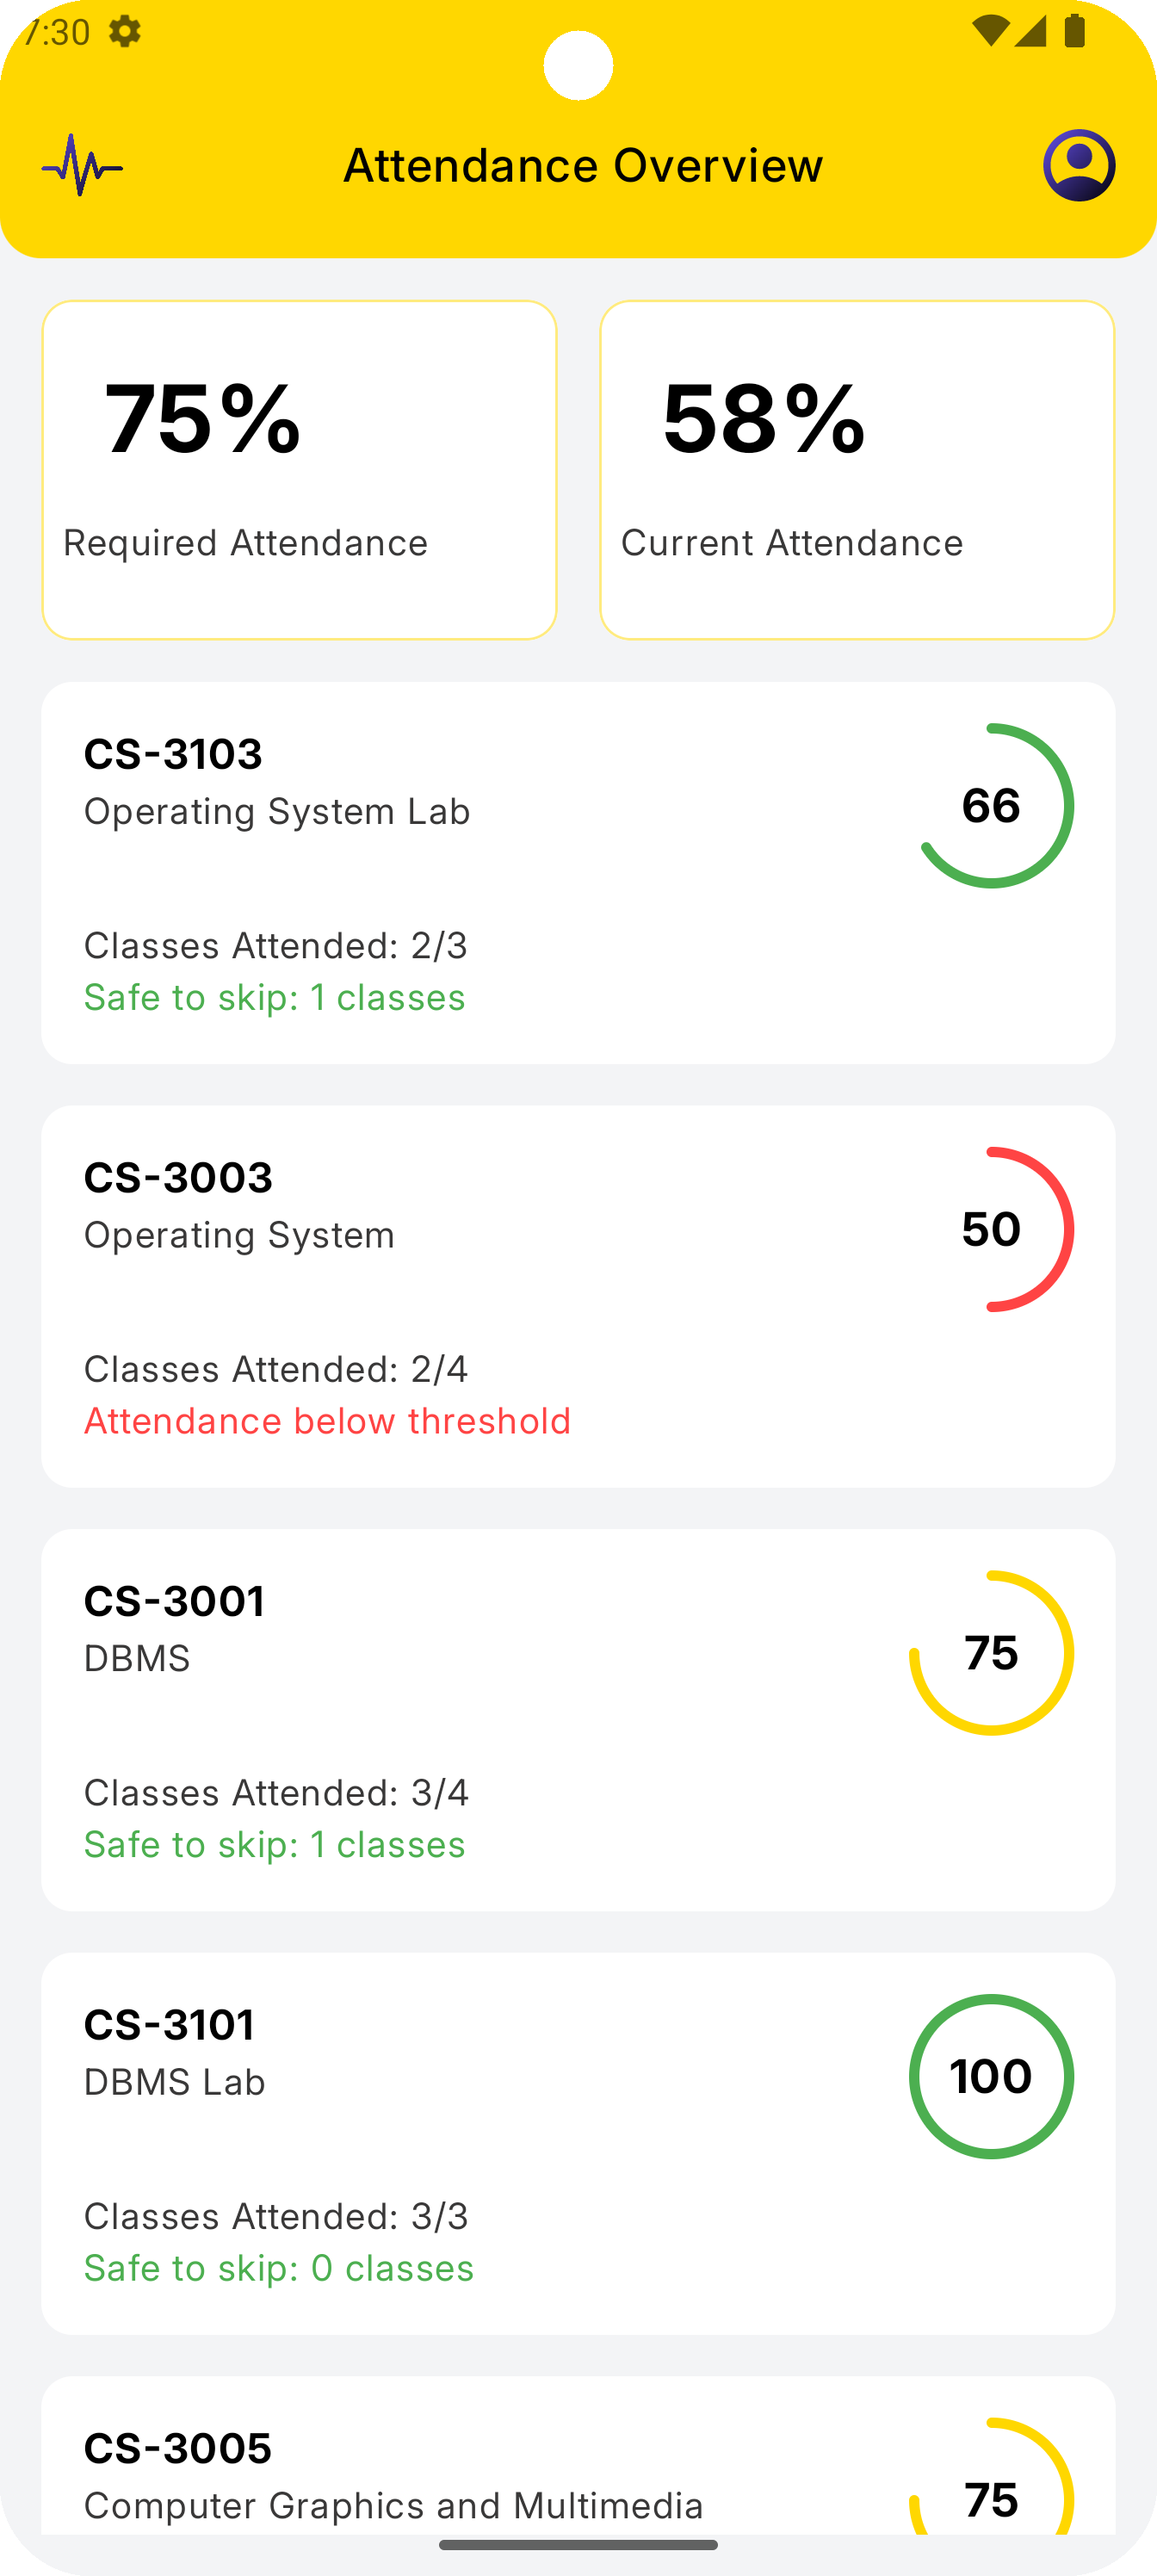 7:30
Attendance Overview
75%
Required Attendance
58%
Current Attendance
CS-3103
Operating System Lab
66
Classes Attended: 2/3
Safe to skip: 1 classes
CS-3003
Operating System
50
Classes Attended: 2/4
Attendance below threshold
CS-3001
DBMS
75
Classes Attended: 3/4
Safe to skip: 1 classes
CS-3101
DBMS Lab
100
Classes Attended: 3/3
Safe to skip: 0 classes
CS-3005
Computer Graphics and Multimedia
75